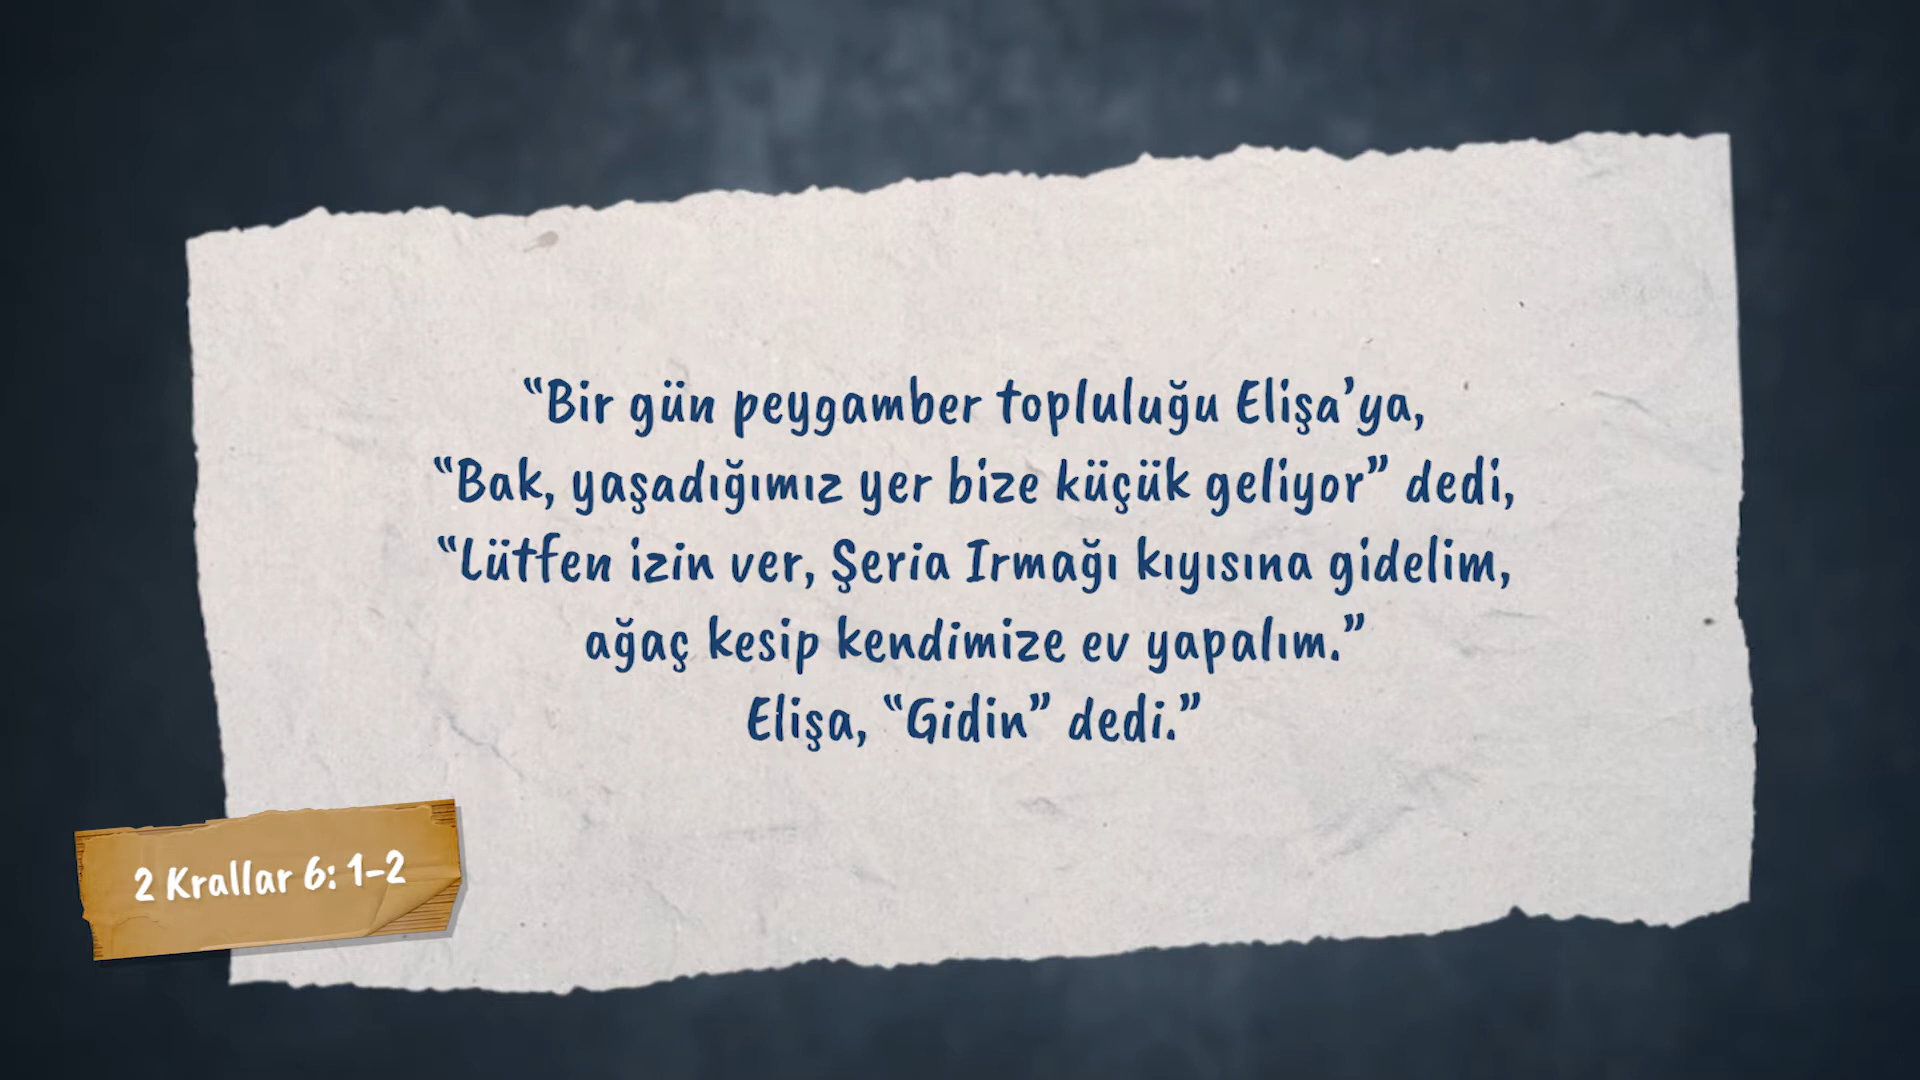 “Bir gün peygamber topluluğu Elişa’ya,
“Bak, yaşadığımız yer bize küçük geliyor” dedi,
“Lütfen izin ver, Şeria Irmağı kıyısına gidelim,
ağaç kesip kendimize ev yapalım.”
Elişa, “Gidin” dedi.”
2 Krallar 6: 1-2